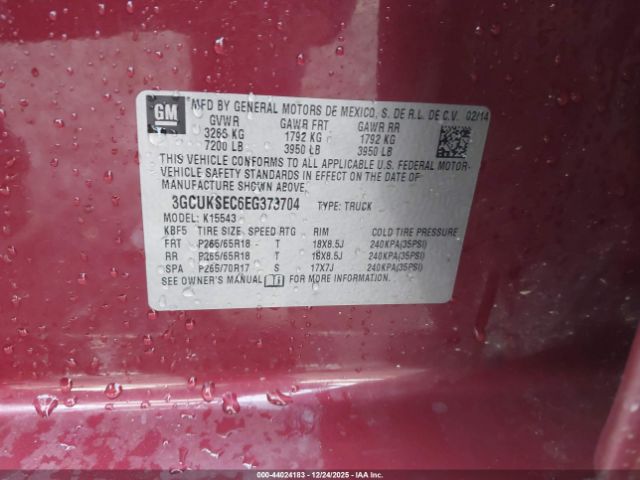 GM
MFD BY GENERAL MOTORS DE MEXICO, S. DE R.L. DE C.V. 02/14
GVWR GAWR FRT GAWR RR
3265 KG 1792 KG 1792 KG
7200 LB 3950 LB 3950 LB
THIS VEHICLE CONFORMS TO ALL APPLICABLE U.S. FEDERAL MOTOR-
VEHICLE SAFETY STANDARDS IN EFFECT ON THE DATE OF
MANUFACTURE SHOWN ABOVE.
3GCUKSEC6EG373704 TYPE: TRUCK
MODEL: K15543
KBF5 TIRE SIZE SPEED RTG RIM COLD TIRE PRESSURE
FRT P265/65R18 T 18X8.5J 240KPA(35PSI)
RR P265/65R18 T 18X8.5J 240KPA(35PSI)
SPA P265/70R17 S 17X7J 240KPA(35PSI)
SEE OWNER'S MANUAL FOR MORE INFORMATION.
000-44024183 - 12/24/2025 - IAA Inc.